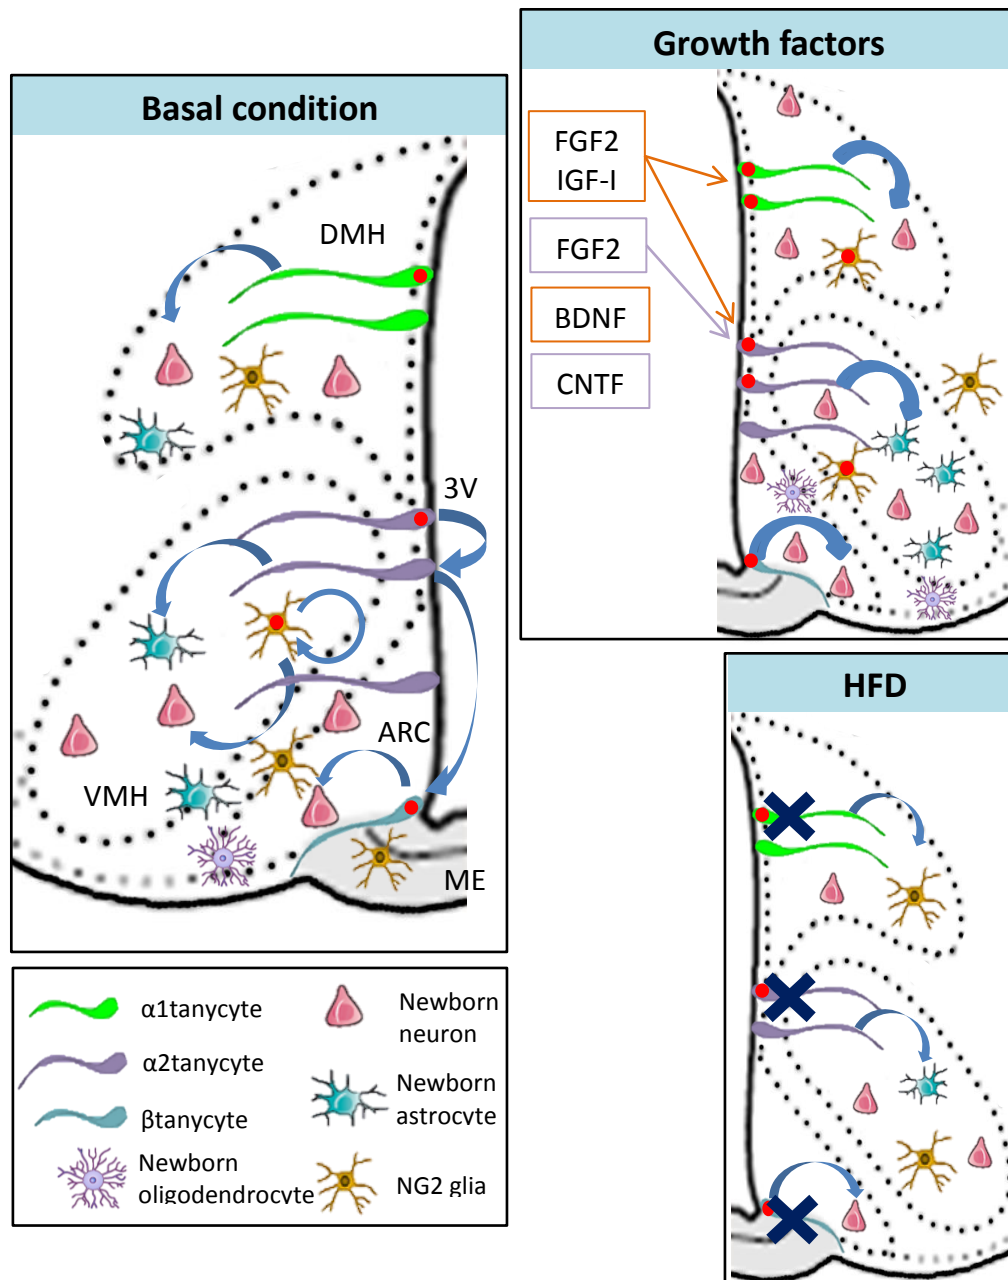 Basal condition
DMH
3V
ARC
VMH
ME
Growth factors
FGF2
IGF-I
FGF2
BDNF
CNTF
HFD
α1tanycyte
α2tanycyte
βtanycyte
Newborn
oligodendrocyte
Newborn
neuron
Newborn
astrocyte
NG2 glia